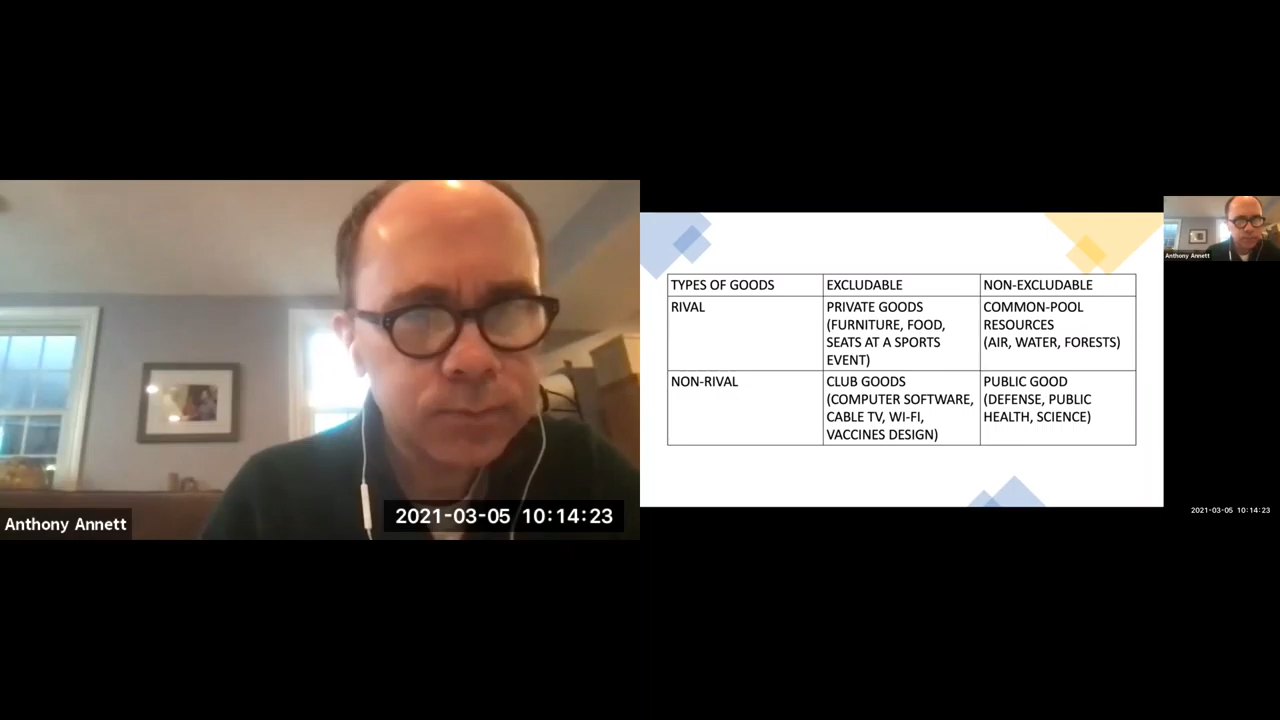 Anthony Annett
2021-03-05 10:14:23
TYPES OF GOODS
EXCLUDABLE
NON-EXCLUDABLE
RIVAL
PRIVATE GOODS
(FURNITURE, FOOD,
SEATS AT A SPORTS
EVENT)
COMMON-POOL
RESOURCES
(AIR, WATER, FORESTS)
NON-RIVAL
CLUB GOODS
(COMPUTER SOFTWARE,
CABLE TV, WI-FI,
VACCINES DESIGN)
PUBLIC GOOD
(DEFENSE, PUBLIC
HEALTH, SCIENCE)
Anthony Annett
2021-03-05 10:14:23